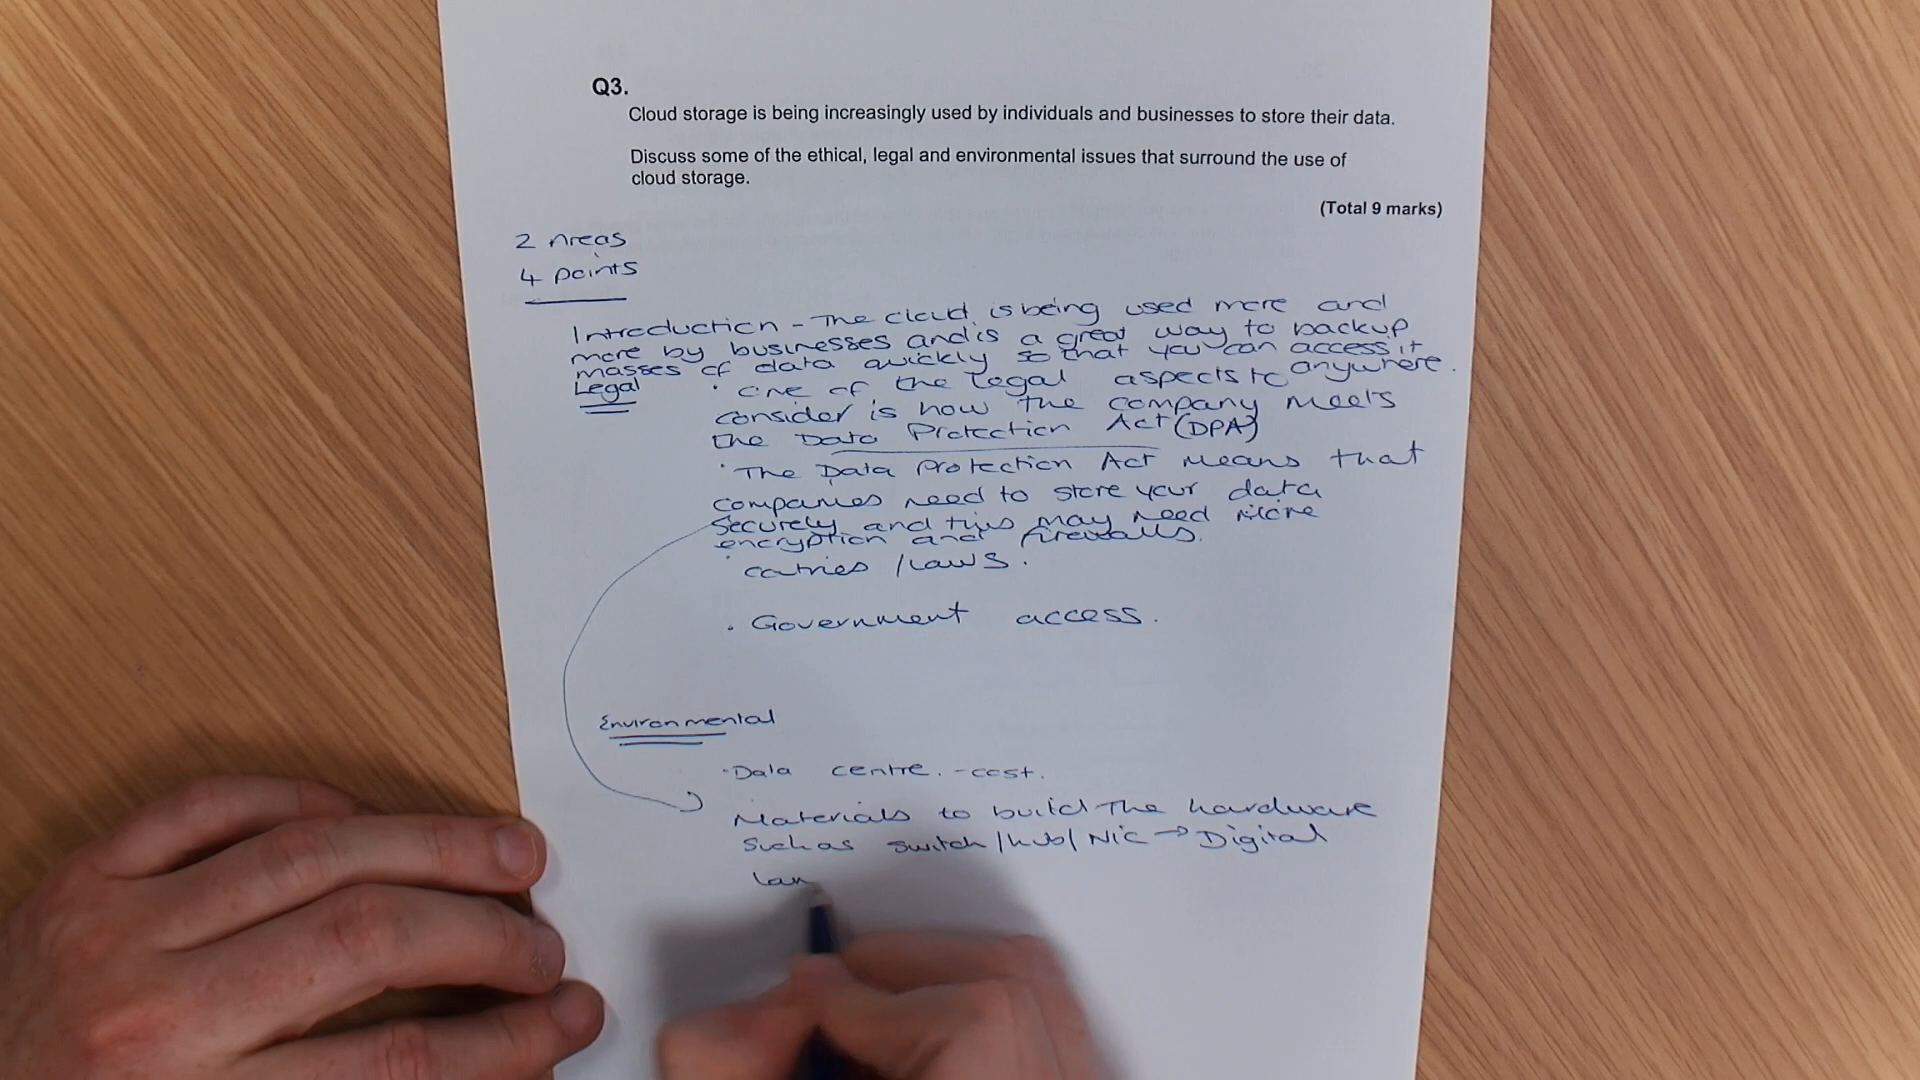 Q3.
Cloud storage is being increasingly used by individuals and businesses to store their data.
Discuss some of the ethical, legal and environmental issues that surround the use of
cloud storage.
(Total 9 marks)
2 Areas
4 points
Introduction - The cloud is being used more and
more by businesses and is a great way to backup
masses of data quickly so that you can access it
anywhere.
Legal
· One of the legal aspects to
consider is how the company meets
the Data Protection Act (DPA)
· The Data Protection Act means that
companies need to store your data
securely and this may need more
encryption and firewalls.
· /laws.
· Government access.
Environmental
· Data centre. - cost.
· Materials to build the hardware
such as switch/hub/NIC → Digital
lan